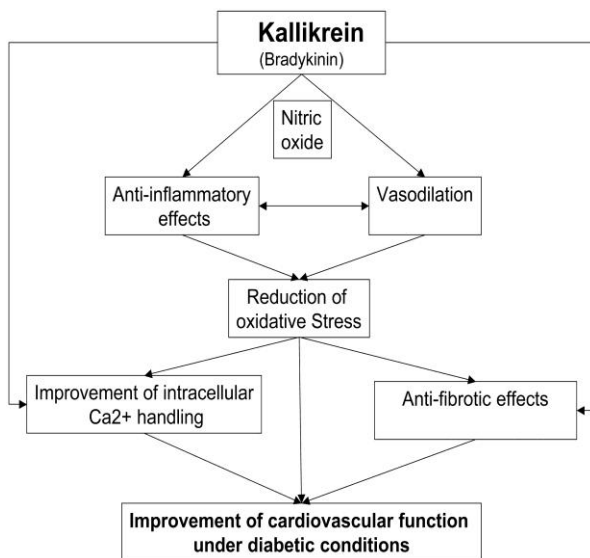 Kallikrein
(Bradykinin)
Nitric
oxide
Anti-inflammatory
effects
Vasodilation
Reduction of
oxidative Stress
Improvement of intracellular
Ca2+ handling
Anti-fibrotic effects
Improvement of cardiovascular function
under diabetic conditions